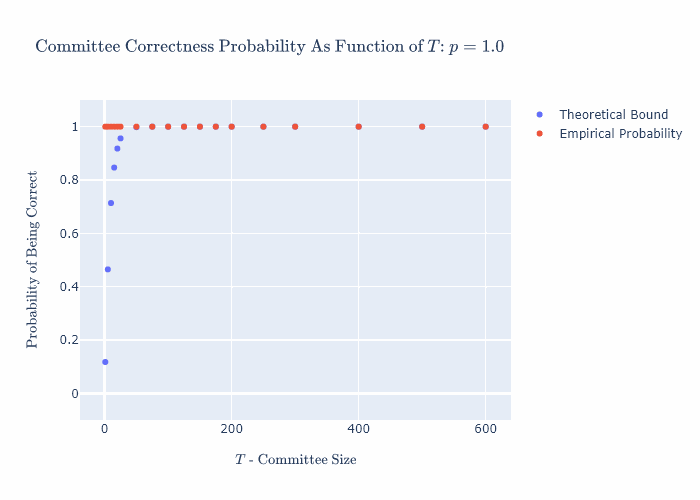 Committee Correctness Probability As Function of T: p = 1.0
Theoretical Bound
Empirical Probability
Probability of Being Correct
1
0.8
0.6
0.4
0.2
0
0 200 400 600
T - Committee Size